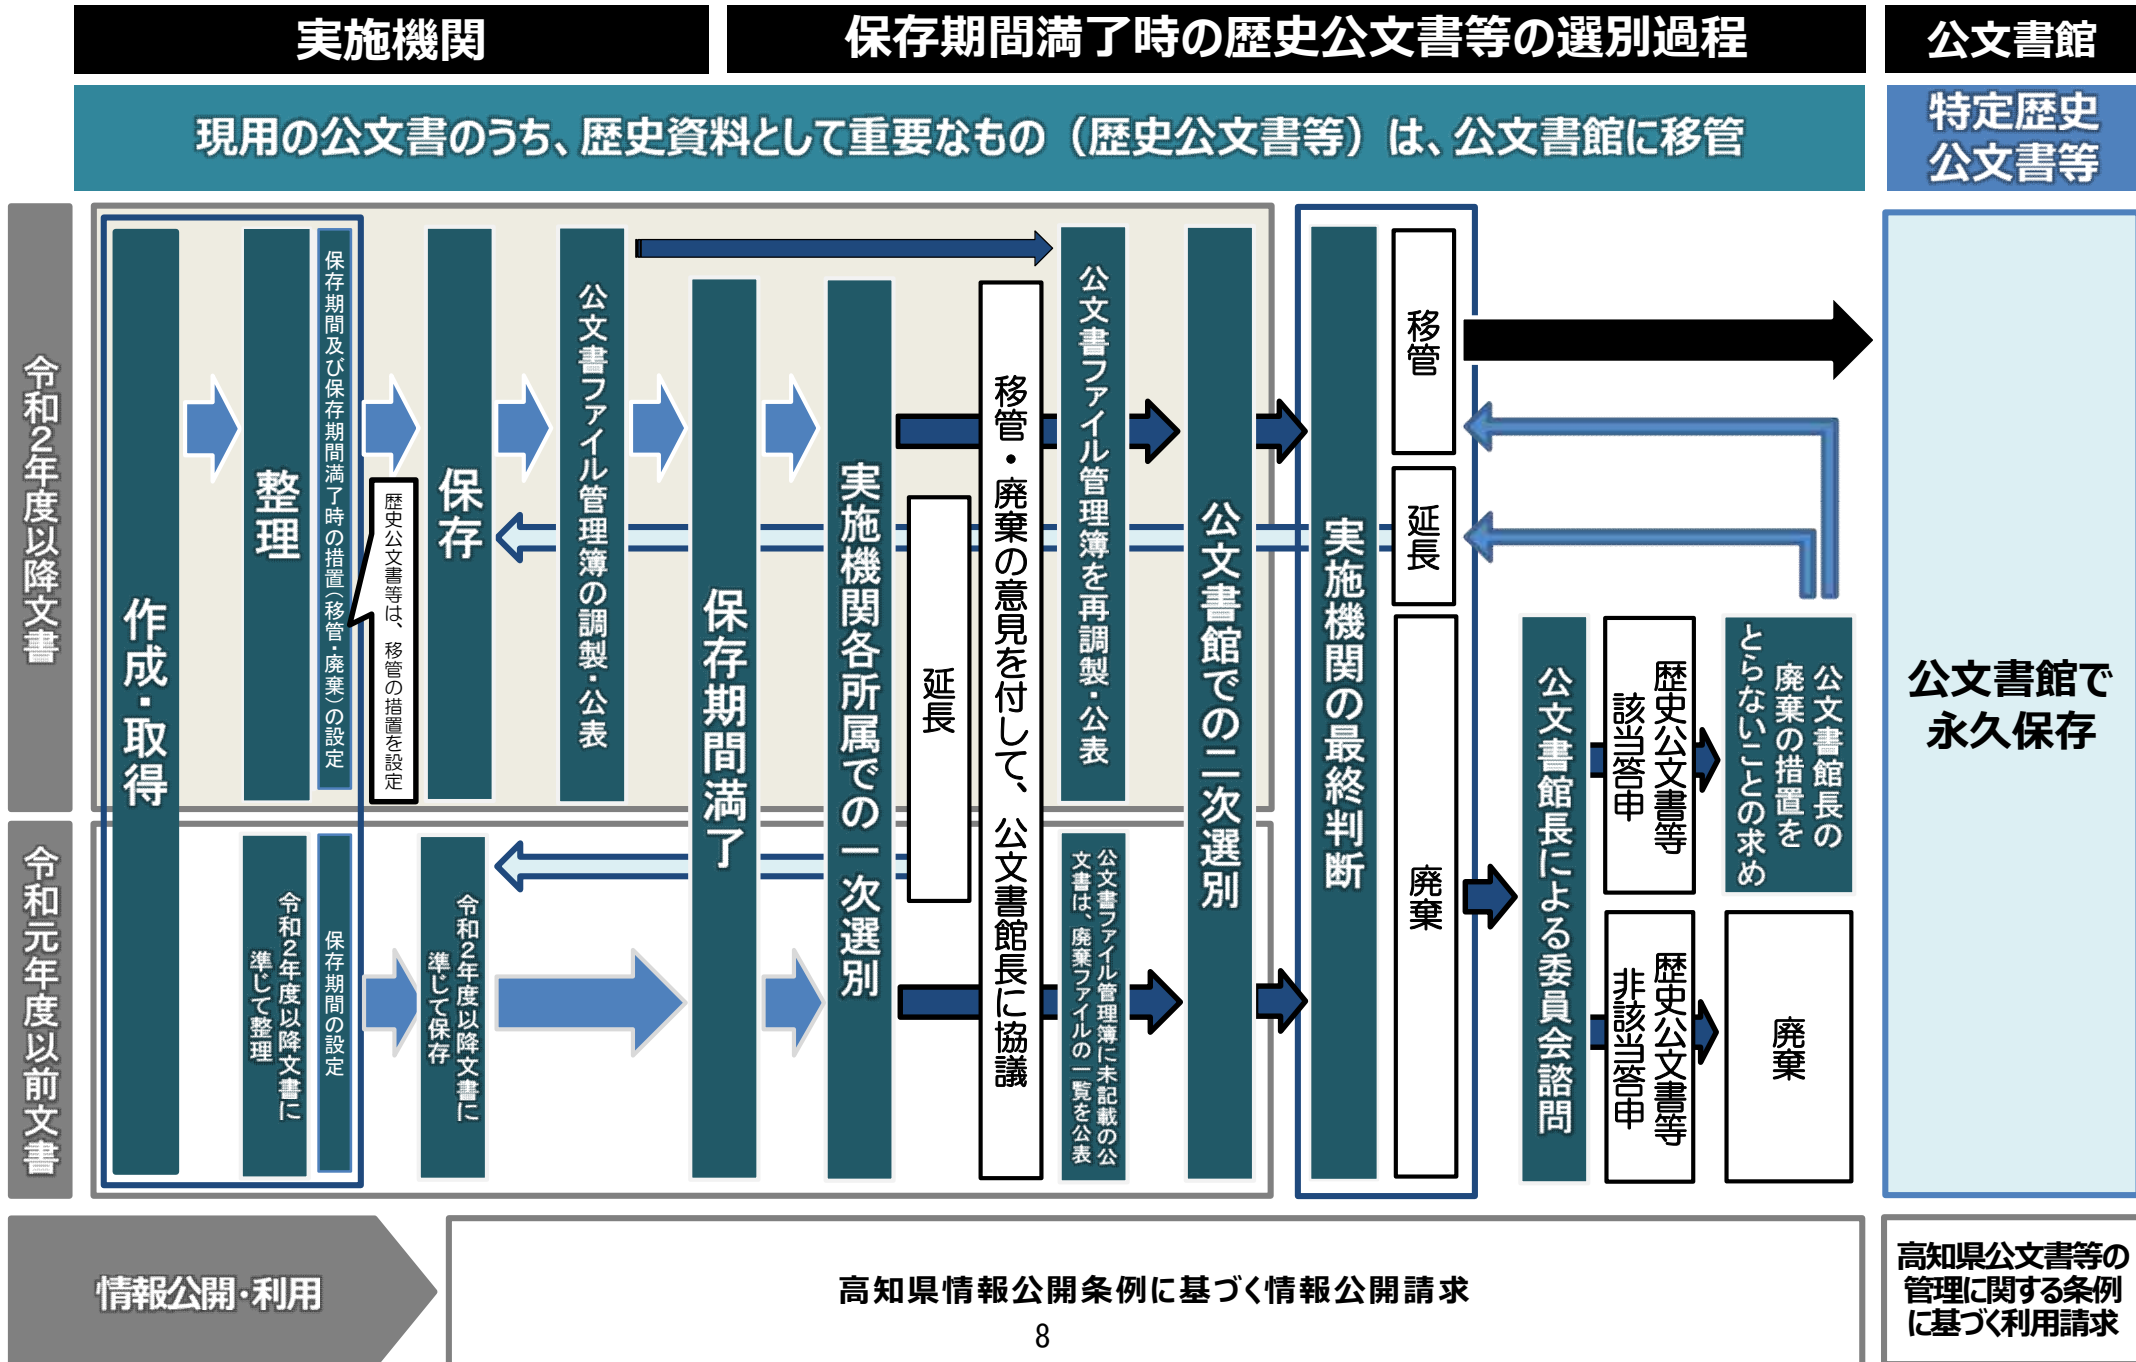 実施機関
保存期間満了時の歴史公文書等の選別過程
公文書館
現用の公文書のうち、歴史資料として重要なもの（歴史公文書等）は、公文書館に移管
特定歴史
公文書等
令和２年度以降文書
作成・取得
整理
保存期間及び保存期間満了時の措置（移管・廃棄）の設定
歴史公文書等は、移管の措置を設定
保存
公文書ファイル管理簿の調製・公表
保存期間満了
実施機関各所属での一次選別
延長
移管・廃棄の意見を付して、公文書館長に協議
公文書ファイル管理簿を再調製・公表
公文書館での二次選別
実施機関の最終判断
移管
延長
廃棄
公文書館長による委員会諮問
歴史公文書等
該当答申
公文書館長の
廃棄の措置を
とらないことの求め
歴史公文書等
非該当答申
廃棄
公文書館で
永久保存
令和元年度以前文書
令和２年度以降文書に
準じて整理
保存期間の設定
令和２年度以降文書に
準じて保存
公文書ファイル管理簿に未記載の公
文書は、廃棄ファイルの一覧を公表
情報公開・利用
高知県情報公開条例に基づく情報公開請求
高知県公文書等の
管理に関する条例
に基づく利用請求
8